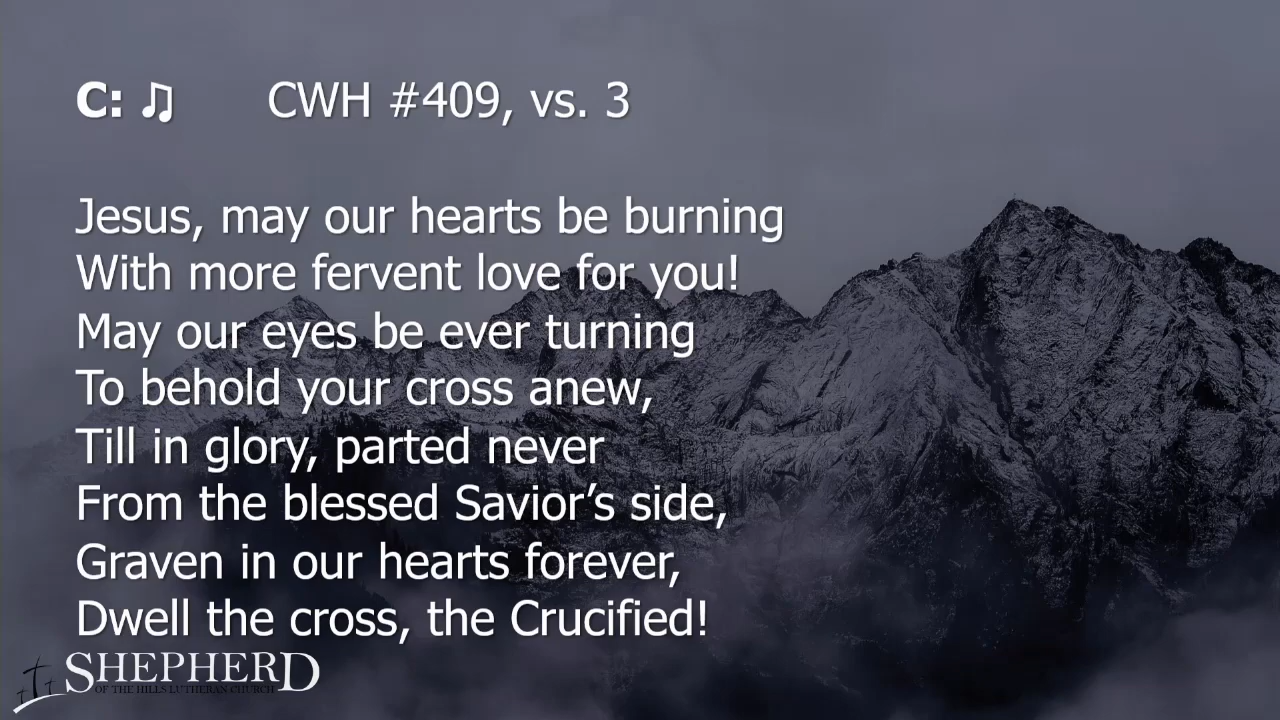 C: ♫ CWH #409, vs. 3
Jesus, may our hearts be burning
With more fervent love for you!
May our eyes be ever turning
To behold your cross anew,
Till in glory, parted never
From the blessed Savior’s side,
Graven in our hearts forever,
Dwell the cross, the Crucified!
SHEPHERD
OF THE HILLS LUTHERAN CHURCH